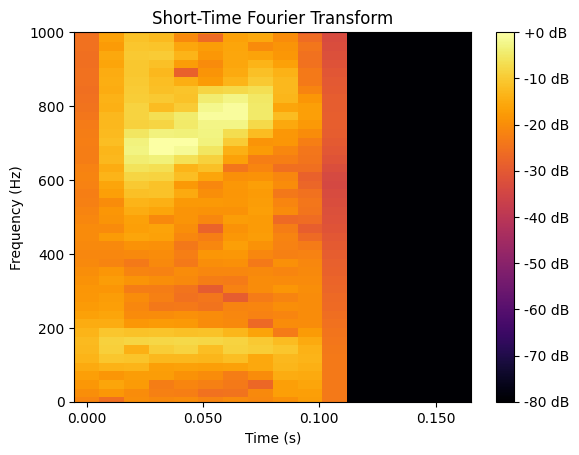 Short-Time Fourier Transform
Frequency (Hz)
1000
800
600
400
200
0
0.000
0.050
0.100
0.150
Time (s)
+0 dB
-10 dB
-20 dB
-30 dB
-40 dB
-50 dB
-60 dB
-70 dB
-80 dB